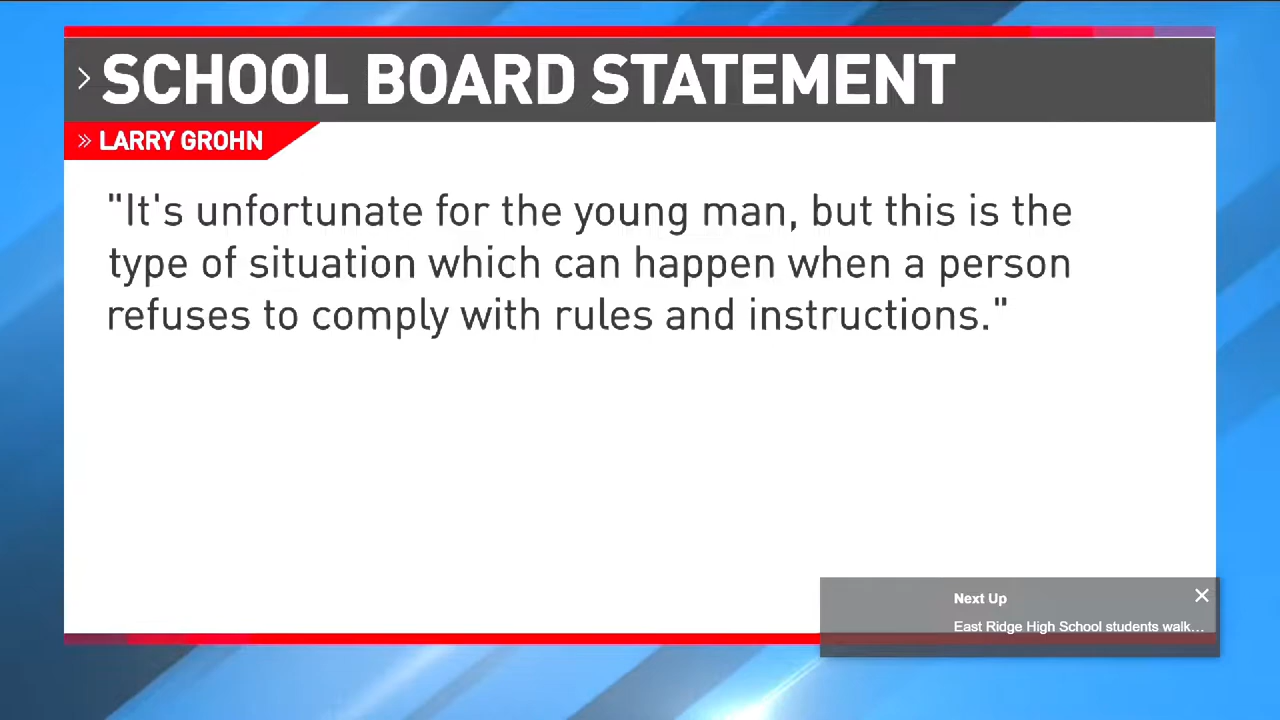 SCHOOL BOARD STATEMENT
LARRY GROHN
"It's unfortunate for the young man, but this is the
type of situation which can happen when a person
refuses to comply with rules and instructions."
Next Up
East Ridge High School students walk...